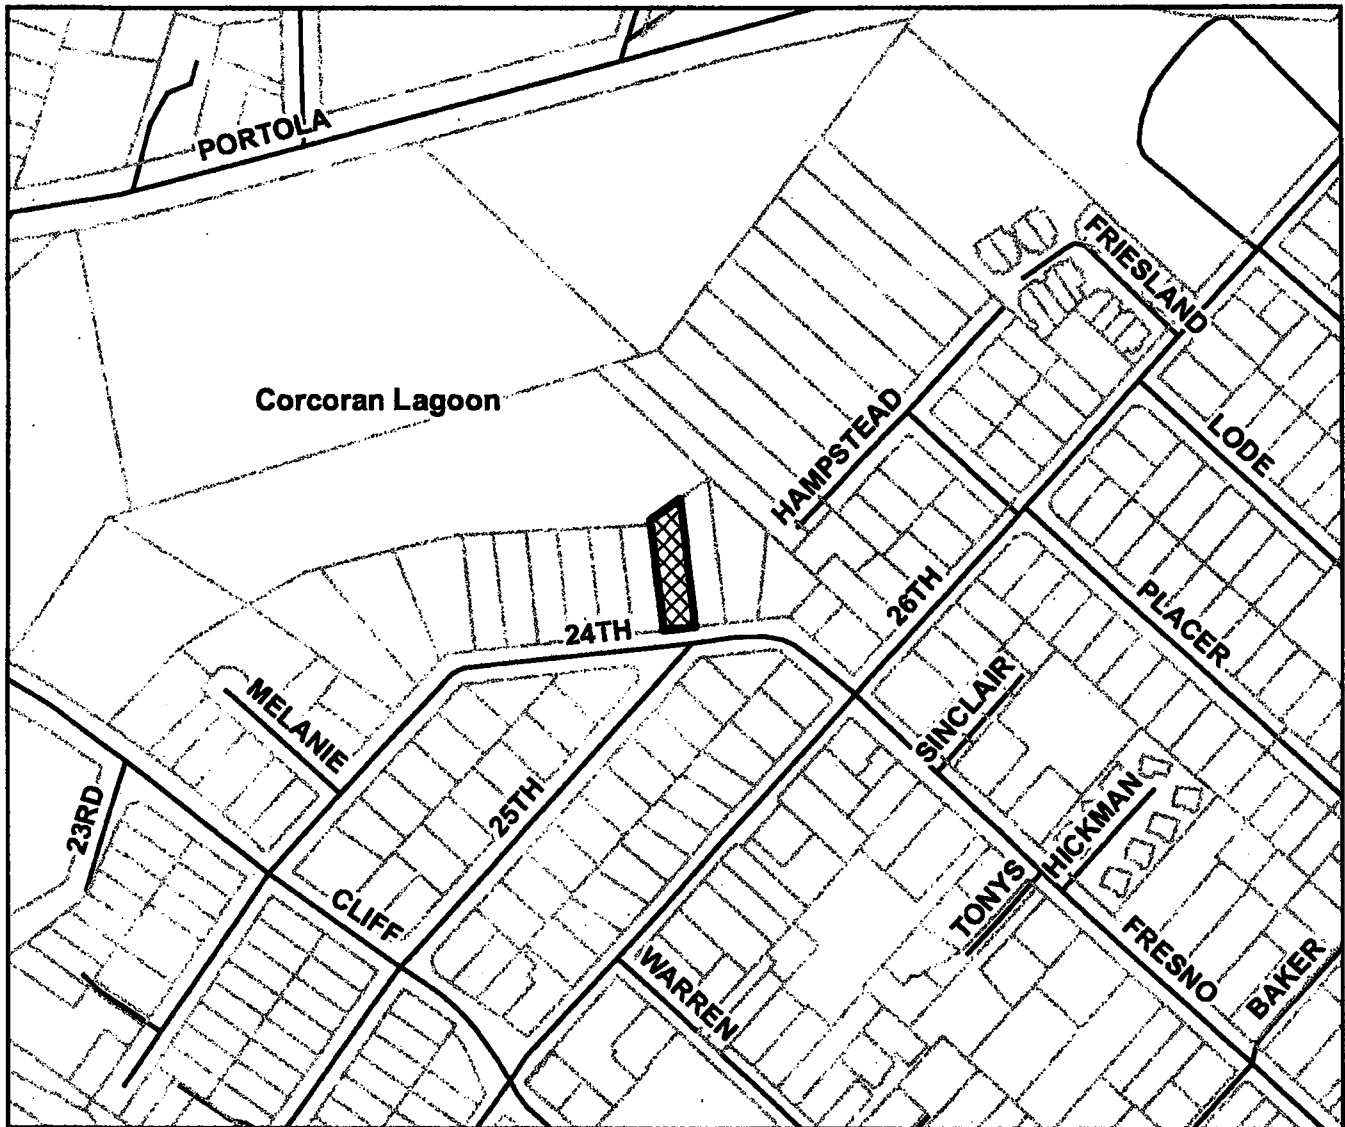 PORTOLA
FRIESLAND
Corcoran Lagoon
HAMPSTEAD
LODE
26TH
PLACER
24TH
MELANIE
SINCLAIR
25TH
23RD
HICKMAN
TONYS
CLIFF
FRESNO
WARREN
BAKER